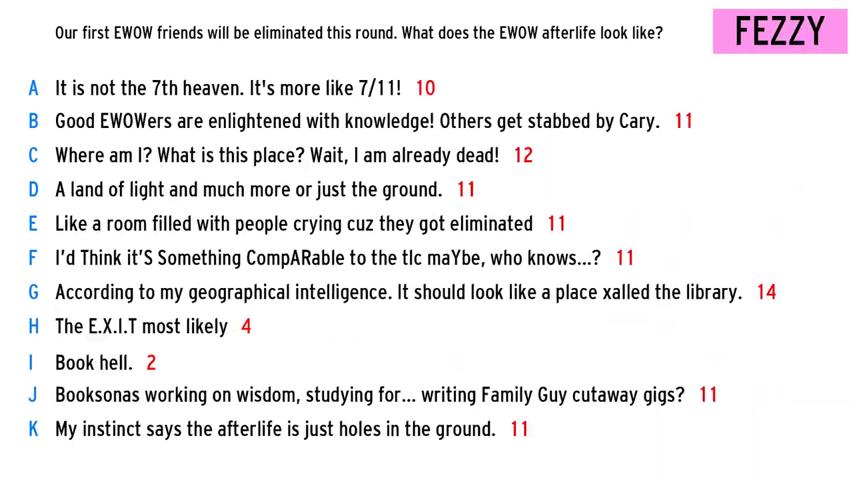 Our first EWOW friends will be eliminated this round. What does the EWOW afterlife look like?
FEZZY
A It is not the 7th heaven. It's more like 7/11! 10
B Good EWOWers are enlightened with knowledge! Others get stabbed by Cary. 11
C Where am I? What is this place? Wait, I am already dead! 12
D A land of light and much more or just the ground. 11
E Like a room filled with people crying cuz they got eliminated 11
F I'd Think it'S Something CompARable to the tlc maYbe, who knows...? 11
G According to my geographical intelligence. It should look like a place xalled the library. 14
H The E.X.I.T most likely 4
I Book hell. 2
J Booksonas working on wisdom, studying for... writing Family Guy cutaway gigs? 11
K My instinct says the afterlife is just holes in the ground. 11